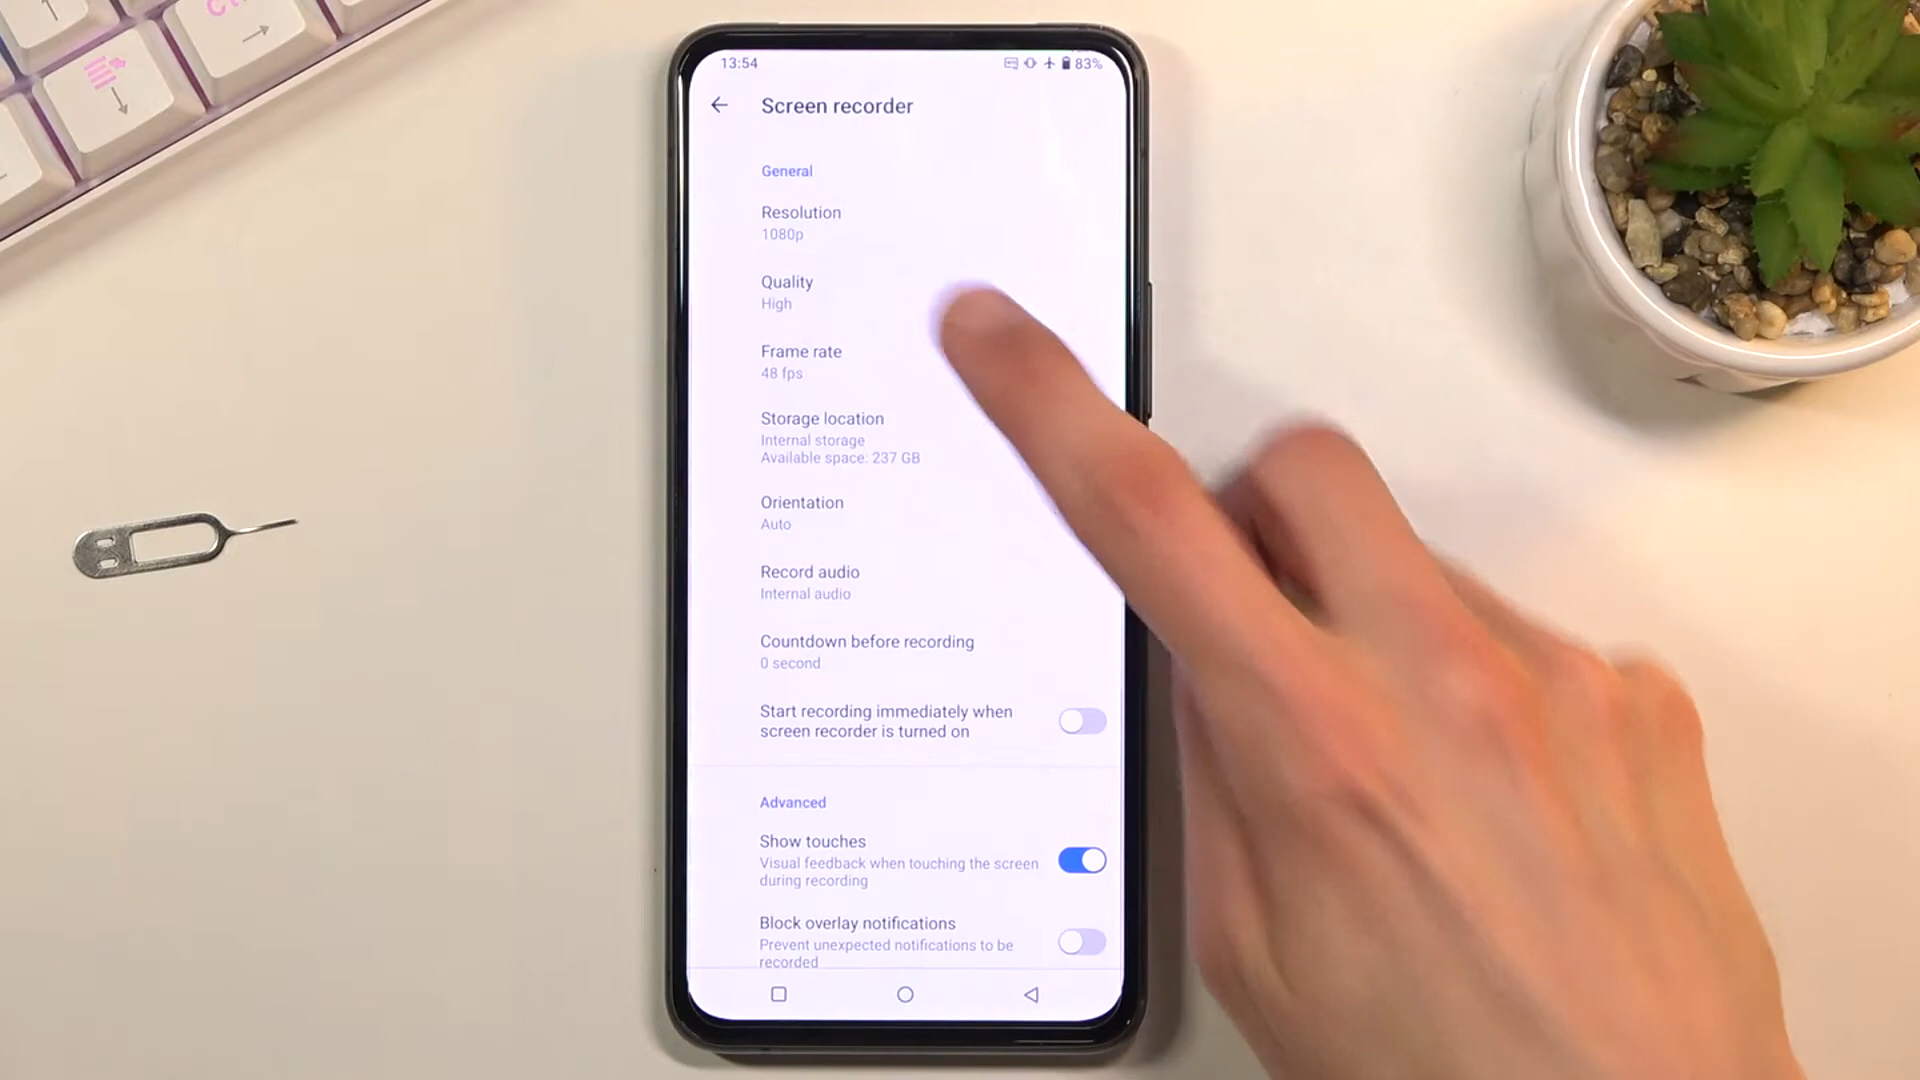 13:54
83%
Screen recorder
General
Resolution
1080p
Quality
High
Frame rate
48 fps
Storage location
Internal storage
Available space: 237 GB
Orientation
Auto
Record audio
Internal audio
Countdown before recording
0 second
Start recording immediately when
screen recorder is turned on
Advanced
Show touches
Visual feedback when touching the screen
during recording
Block overlay notifications
Prevent unexpected notifications to be
recorded